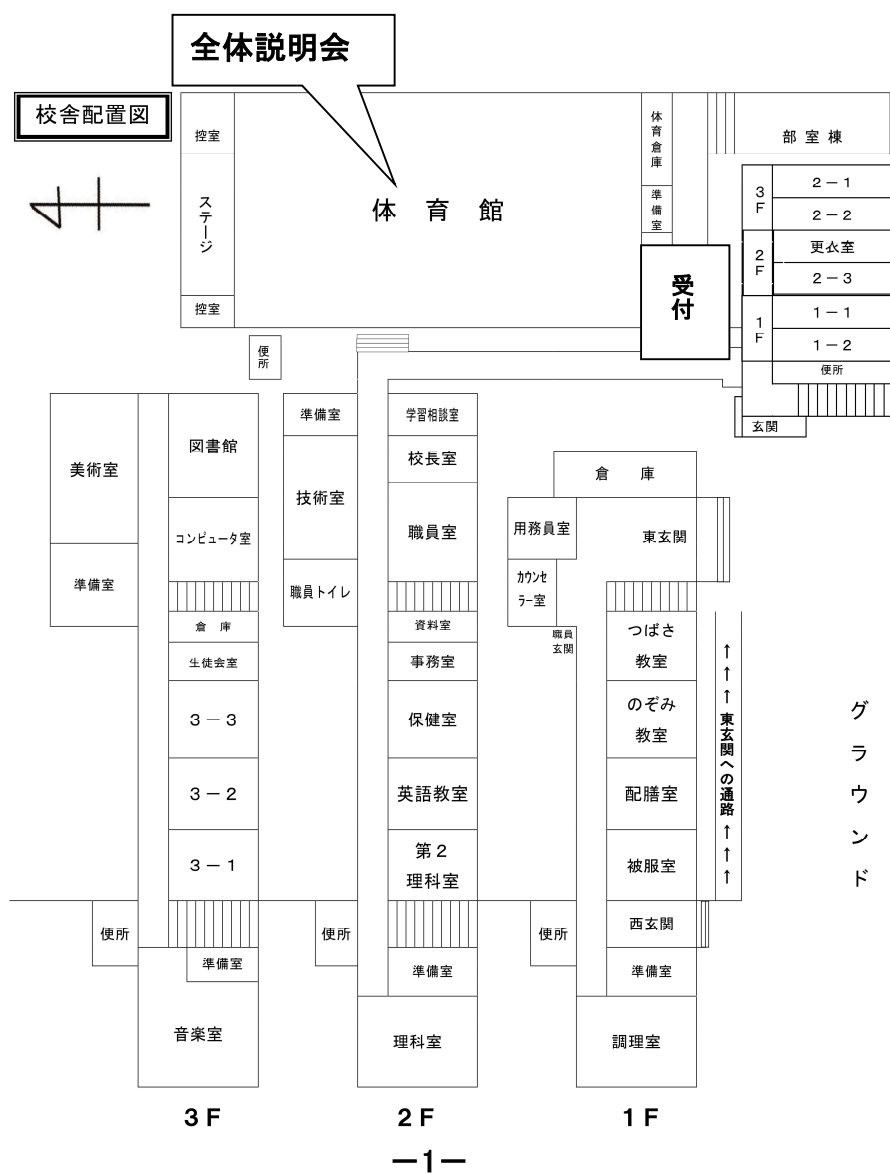 全体説明会
校舎配置図
控室
ステージ
控室
体育館
体育倉庫
準備室
部室棟
受付
3F
2－1
2－2
2F
更衣室
2－3
1F
1－1
1－2
便所
玄関
便所
美術室
準備室
図書館
コンピュータ室
倉庫
生徒会室
3－3
3－2
3－1
便所
準備室
音楽室
3F
準備室
技術室
職員トイレ
学習相談室
校長室
職員室
資料室
事務室
保健室
英語教室
第2
理科室
便所
準備室
理科室
2F
倉庫
用務員室
カウンセ
ラー室
職員
玄関
東玄関
つばさ
教室
のぞみ
教室
配膳室
被服室
西玄関
便所
準備室
調理室
1F
↑↑↑東玄関への通路↑↑↑
グラウンド
－1－